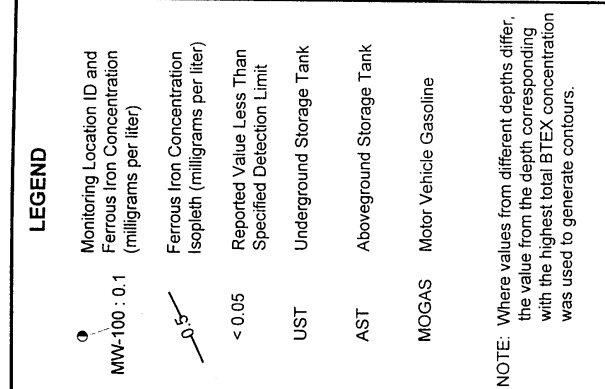 LEGEND
MW-100 : 0.1
Monitoring Location ID and
Ferrous Iron Concentration
(milligrams per liter)
0.5
Ferrous Iron Concentration
Isopleth (milligrams per liter)
< 0.05
Reported Value Less Than
Specified Detection Limit
UST Underground Storage Tank
AST Aboveground Storage Tank
MOGAS Motor Vehicle Gasoline
NOTE: Where values from different depths differ,
the value from the depth corresponding
with the highest total BTEX concentration
was used to generate contours.